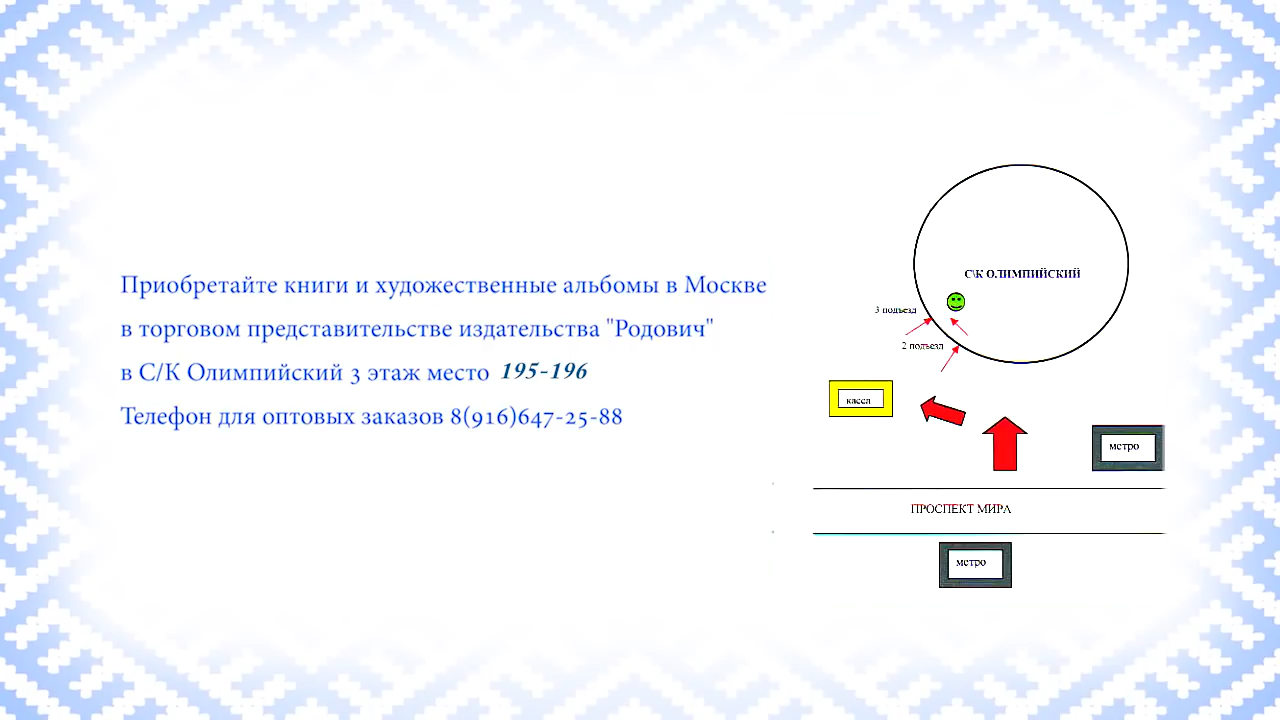 Приобретайте книги и художественные альбомы в Москве
в торговом представительстве издательства "Родович"
в С/К Олимпийский 3 этаж место 195-196
Телефон для оптовых заказов 8(916)647-25-88
С\К ОЛИМПИЙСКИЙ
3 подъезд
2 подъезд
касса
метро
ПРОСПЕКТ МИРА
метро